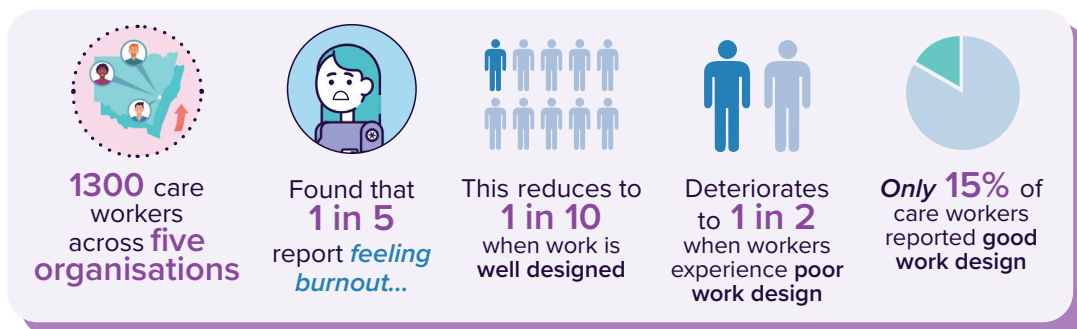 1300 care
workers
across five
organisations
Found that
1 in 5
report feeling
burnout...
This reduces to
1 in 10
when work is
well designed
Deteriorates
to 1 in 2
when workers
experience poor
work design
Only 15% of
care workers
reported good
work design